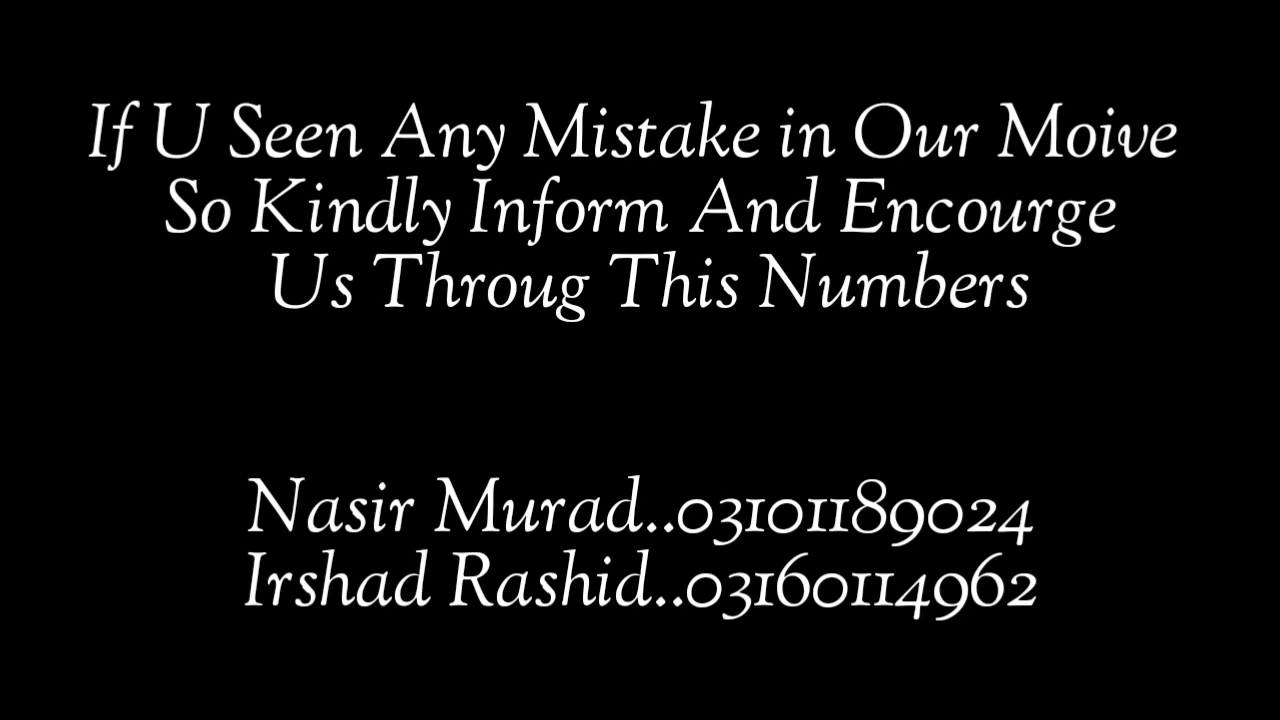 If U Seen Any Mistake in Our Moive
So Kindly Inform And Encourge
Us Throug This Numbers
Nasir Murad..03101189024
Irshad Rashid..03160114962